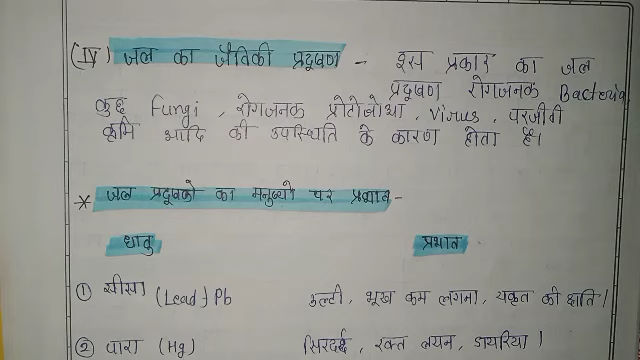 (IV) जल का जैविकी प्रदूषण - इस प्रकार का जल
प्रदूषण रोगजनक Bacteria,
कुछ Fungi, रोगजनक प्रोटोजोआ, Virus, परजीवी
कृमि आदि की उपस्थिति के कारण होता है।
* जल प्रदूषको का मनुष्यो पर प्रभाव-
धातु प्रभाव
① सीसा (Lead) Pb उल्टी, भूख कम लगना, यकृत की क्षति।
② पारा (Hg) सिरदर्द, रक्त लयन, डायरिया।